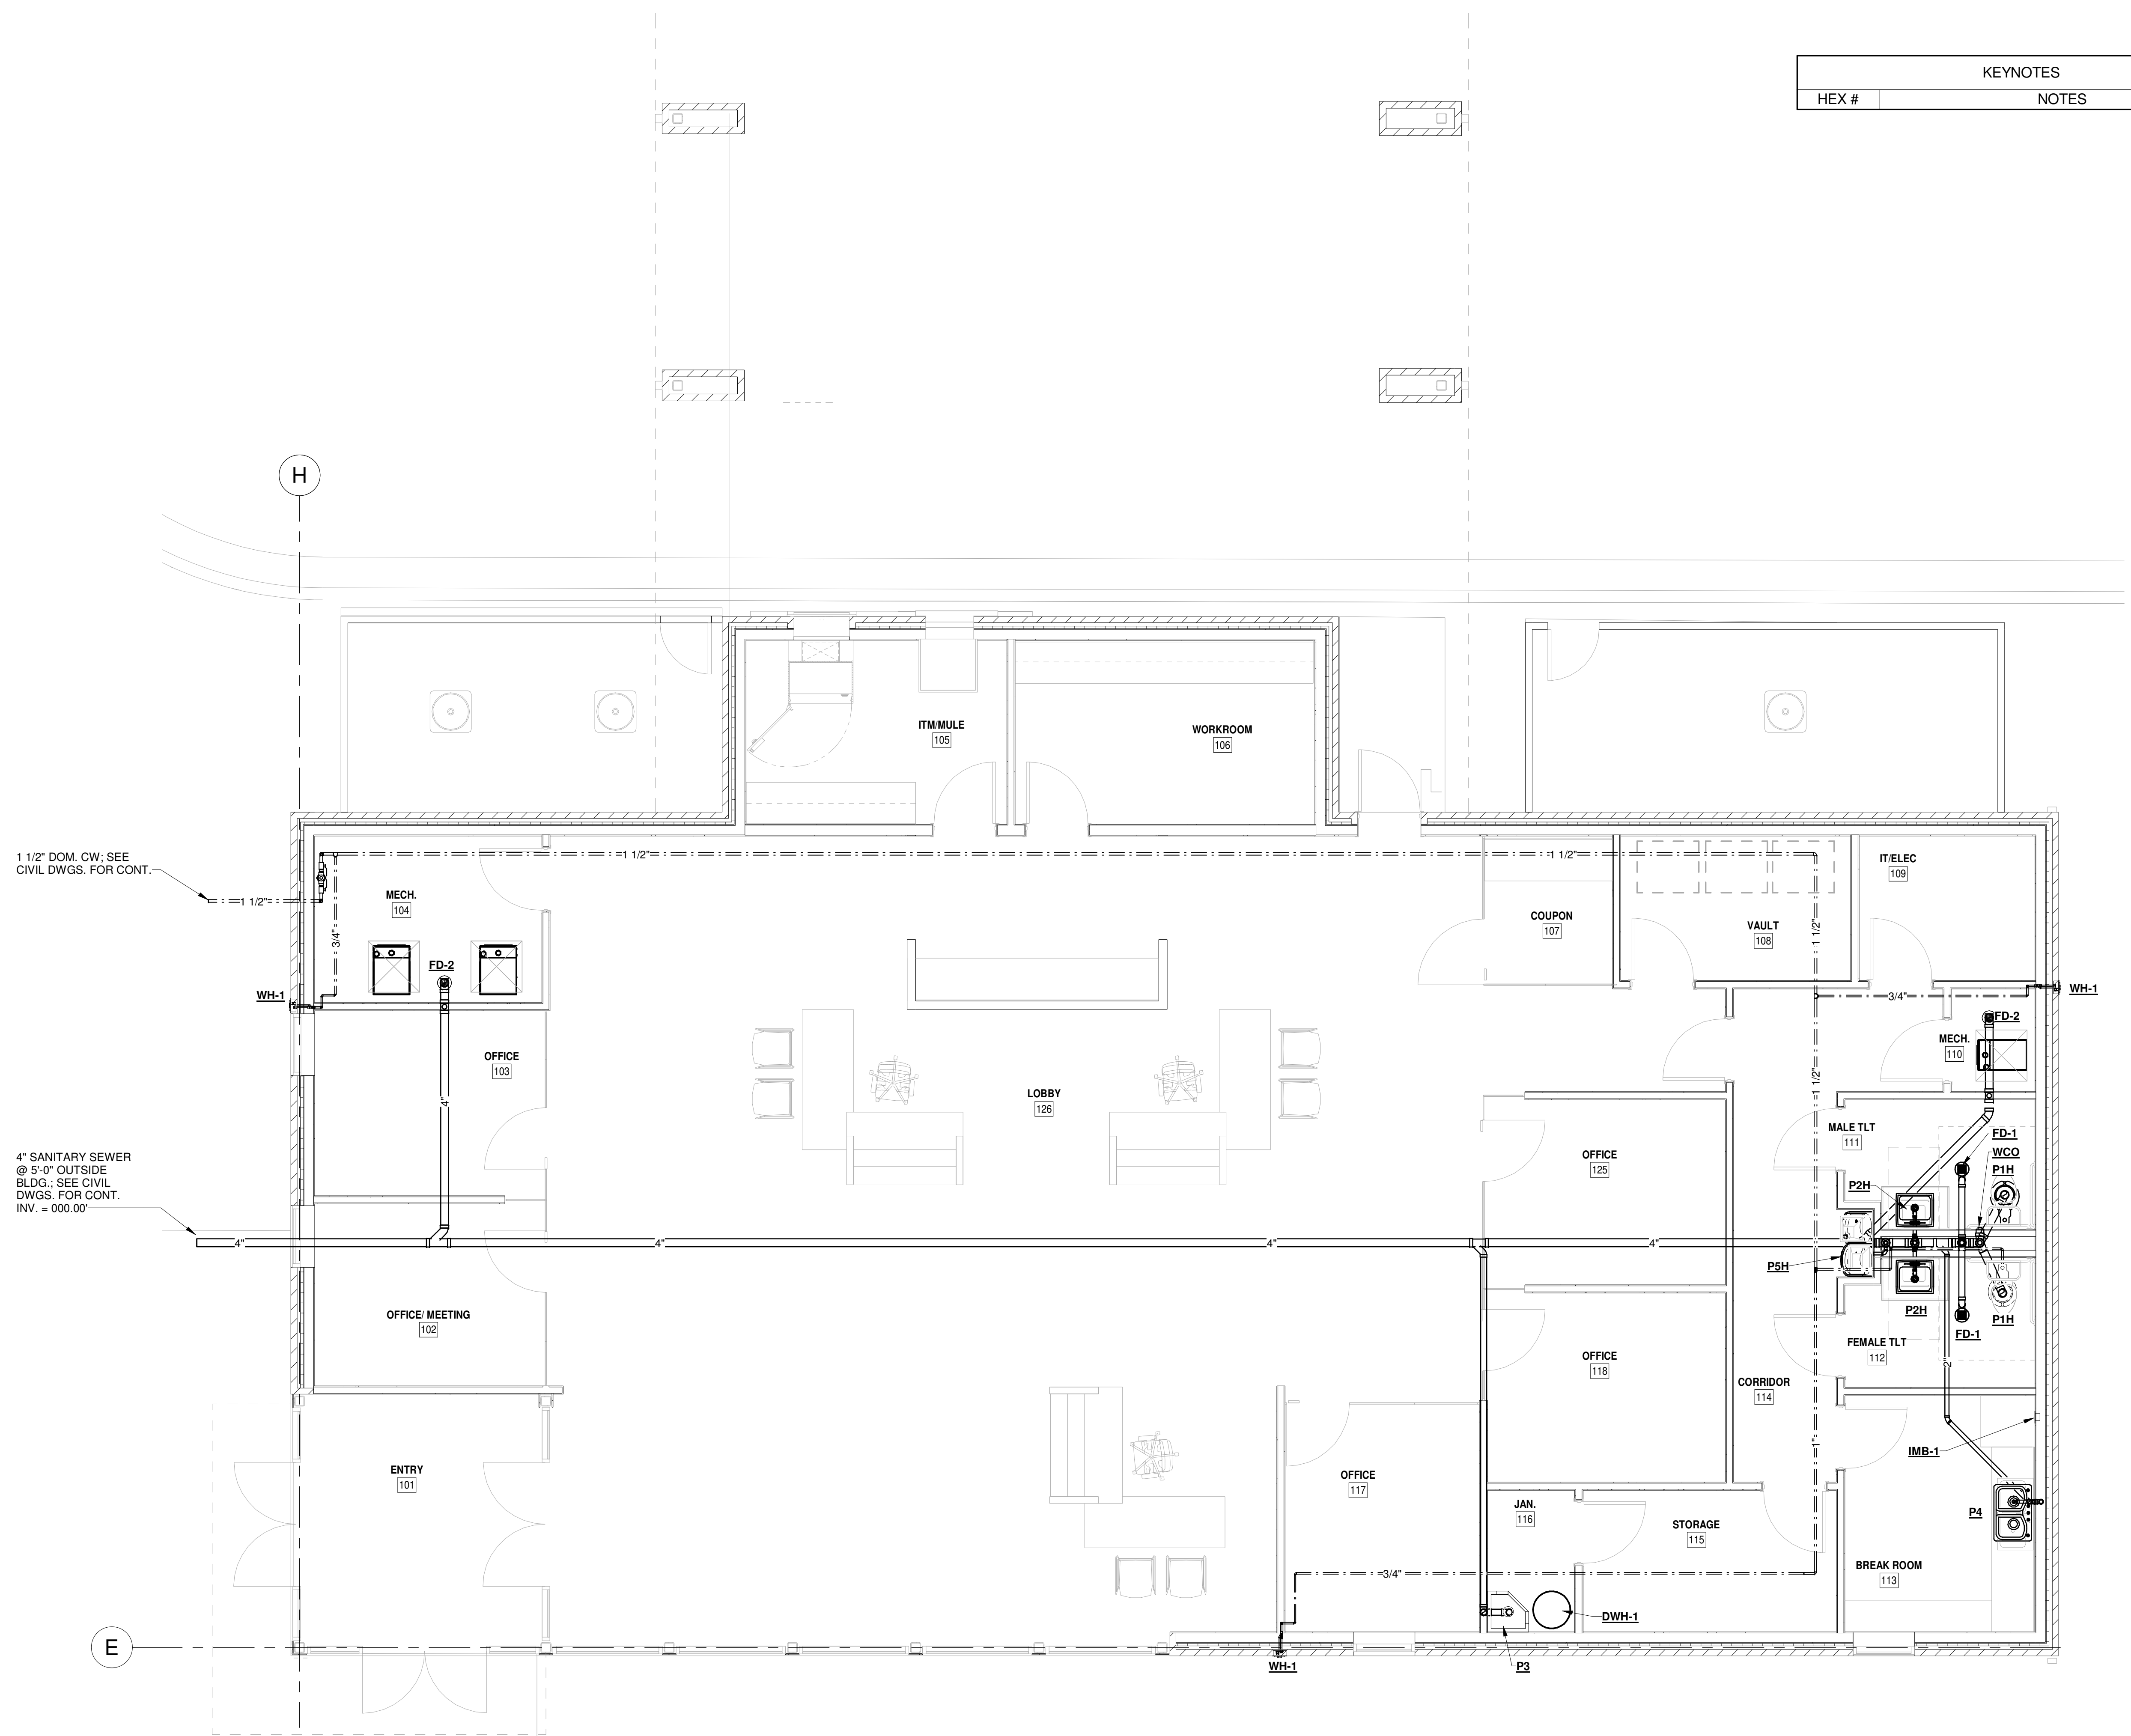 KEYNOTES
HEX #
NOTES
H
ITM/MULE
105
WORKROOM
106
1 1/2" DOM. CW; SEE
CIVIL DWGS. FOR CONT.
1 1/2"
1 1/2"
1 1/2"
3/4"
MECH.
104
FD-2
WH-1
COUPON
107
VAULT
108
IT/ELEC
109
1 1/2"
3/4"
WH-1
FD-2
MECH.
110
OFFICE
103
4"
LOBBY
126
1 1/2"
MALE TLT
111
FD-1
WCO
P1H
P2H
OFFICE
125
4" SANITARY SEWER
@ 5'-0" OUTSIDE
BLDG.; SEE CIVIL
DWGS. FOR CONT.
INV. = 000.00'
4"
4"
4"
4"
P5H
P2H
FD-1
P1H
OFFICE/ MEETING
102
FEMALE TLT
112
2"
OFFICE
118
CORRIDOR
114
1"
IMB-1
ENTRY
101
OFFICE
117
JAN.
116
STORAGE
115
P4
BREAK ROOM
113
3/4"
DWH-1
E
WH-1
P3